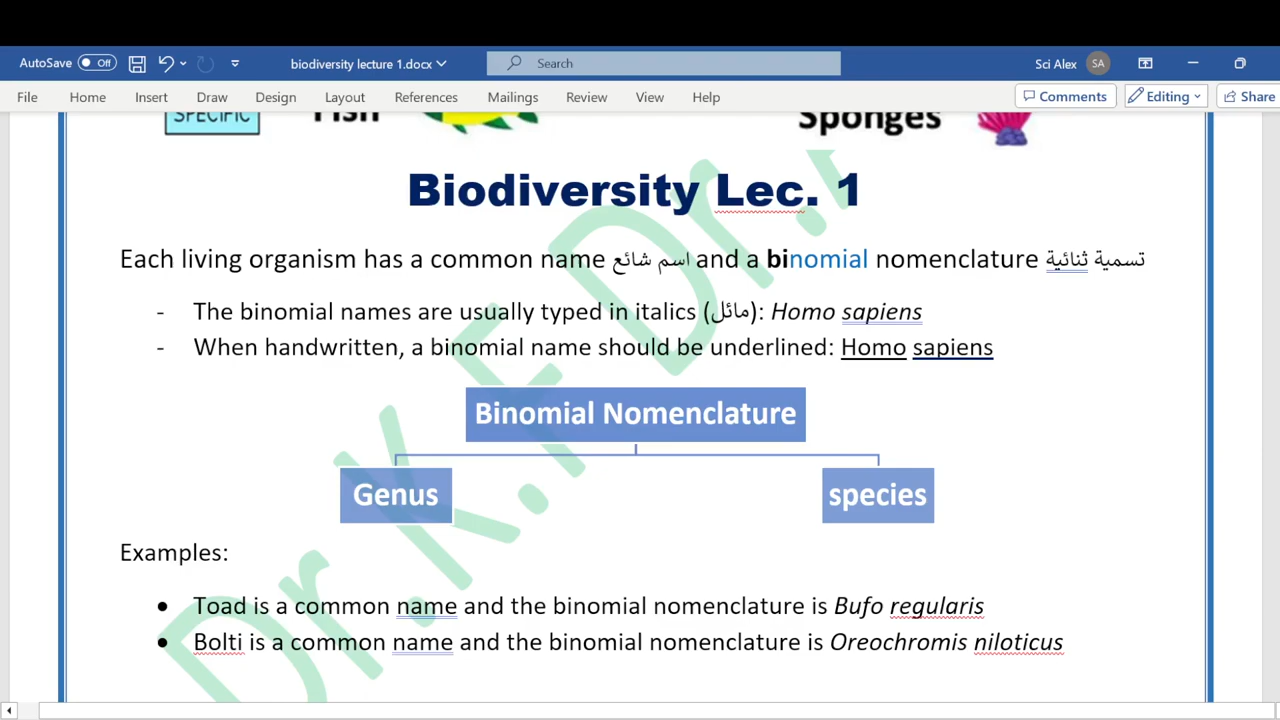 AutoSave Off biodiversity lecture 1.docx Search Sci Alex SA
File Home Insert Draw Design Layout References Mailings Review View Help Comments Editing Share
SPECIFIC Fish Sponges
Biodiversity Lec. 1
Each living organism has a common name اسم شائع and a binomial nomenclature تسمية ثنائية
- The binomial names are usually typed in italics (مائل): Homo sapiens
- When handwritten, a binomial name should be underlined: Homo sapiens
Binomial Nomenclature
Genus species
Examples:
• Toad is a common name and the binomial nomenclature is Bufo regularis
• Bolti is a common name and the binomial nomenclature is Oreochromis niloticus